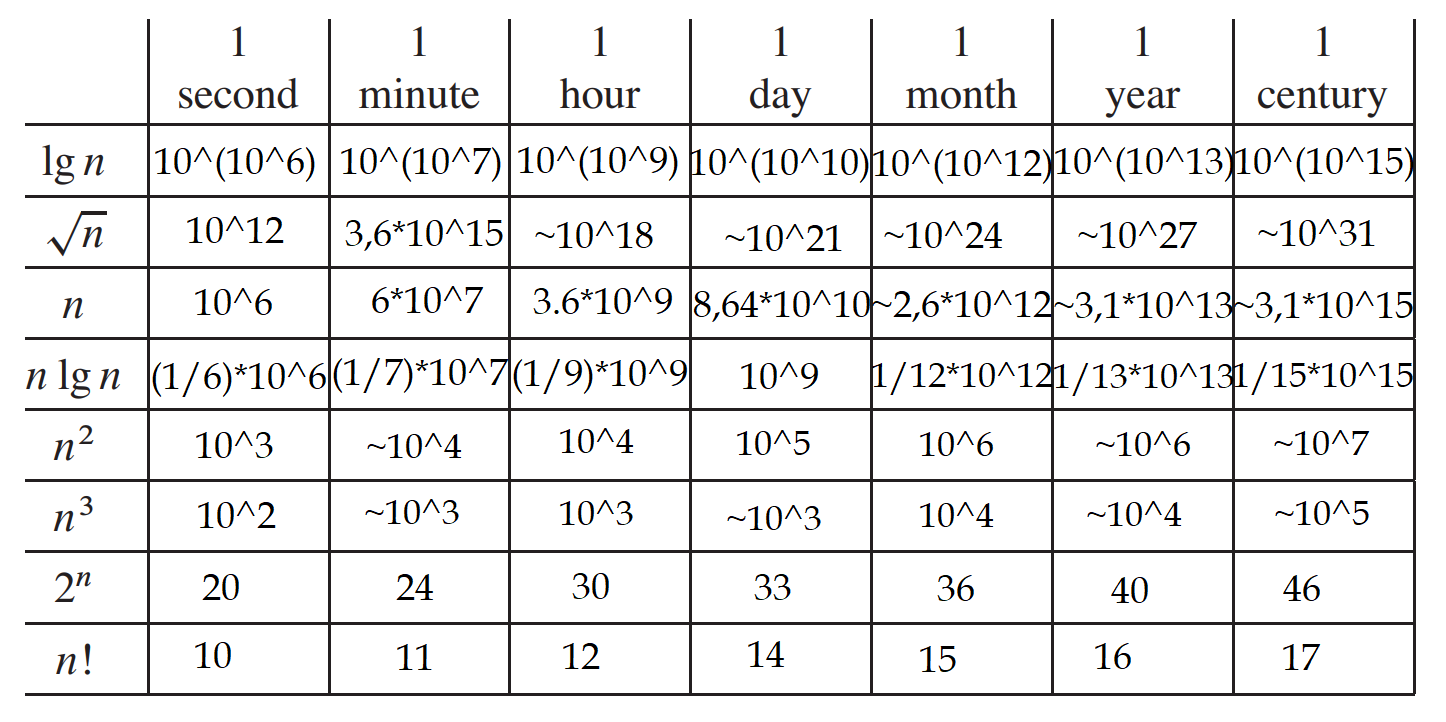 1 1 1 1 1 1 1
second minute hour day month year century
lg n 10^(10^6) 10^(10^7) 10^(10^9) 10^(10^10) 10^(10^12) 10^(10^13) 10^(10^15)
√n 10^12 3,6*10^15 ~10^18 ~10^21 ~10^24 ~10^27 ~10^31
n 10^6 6*10^7 3.6*10^9 8,64*10^10 ~2,6*10^12 ~3,1*10^13 ~3,1*10^15
n lg n (1/6)*10^6 (1/7)*10^7 (1/9)*10^9 10^9 1/12*10^12 1/13*10^13 1/15*10^15
n² 10^3 ~10^4 10^4 10^5 10^6 ~10^6 ~10^7
n³ 10^2 ~10^3 10^3 ~10^3 10^4 ~10^4 ~10^5
2ⁿ 20 24 30 33 36 40 46
n! 10 11 12 14 15 16 17